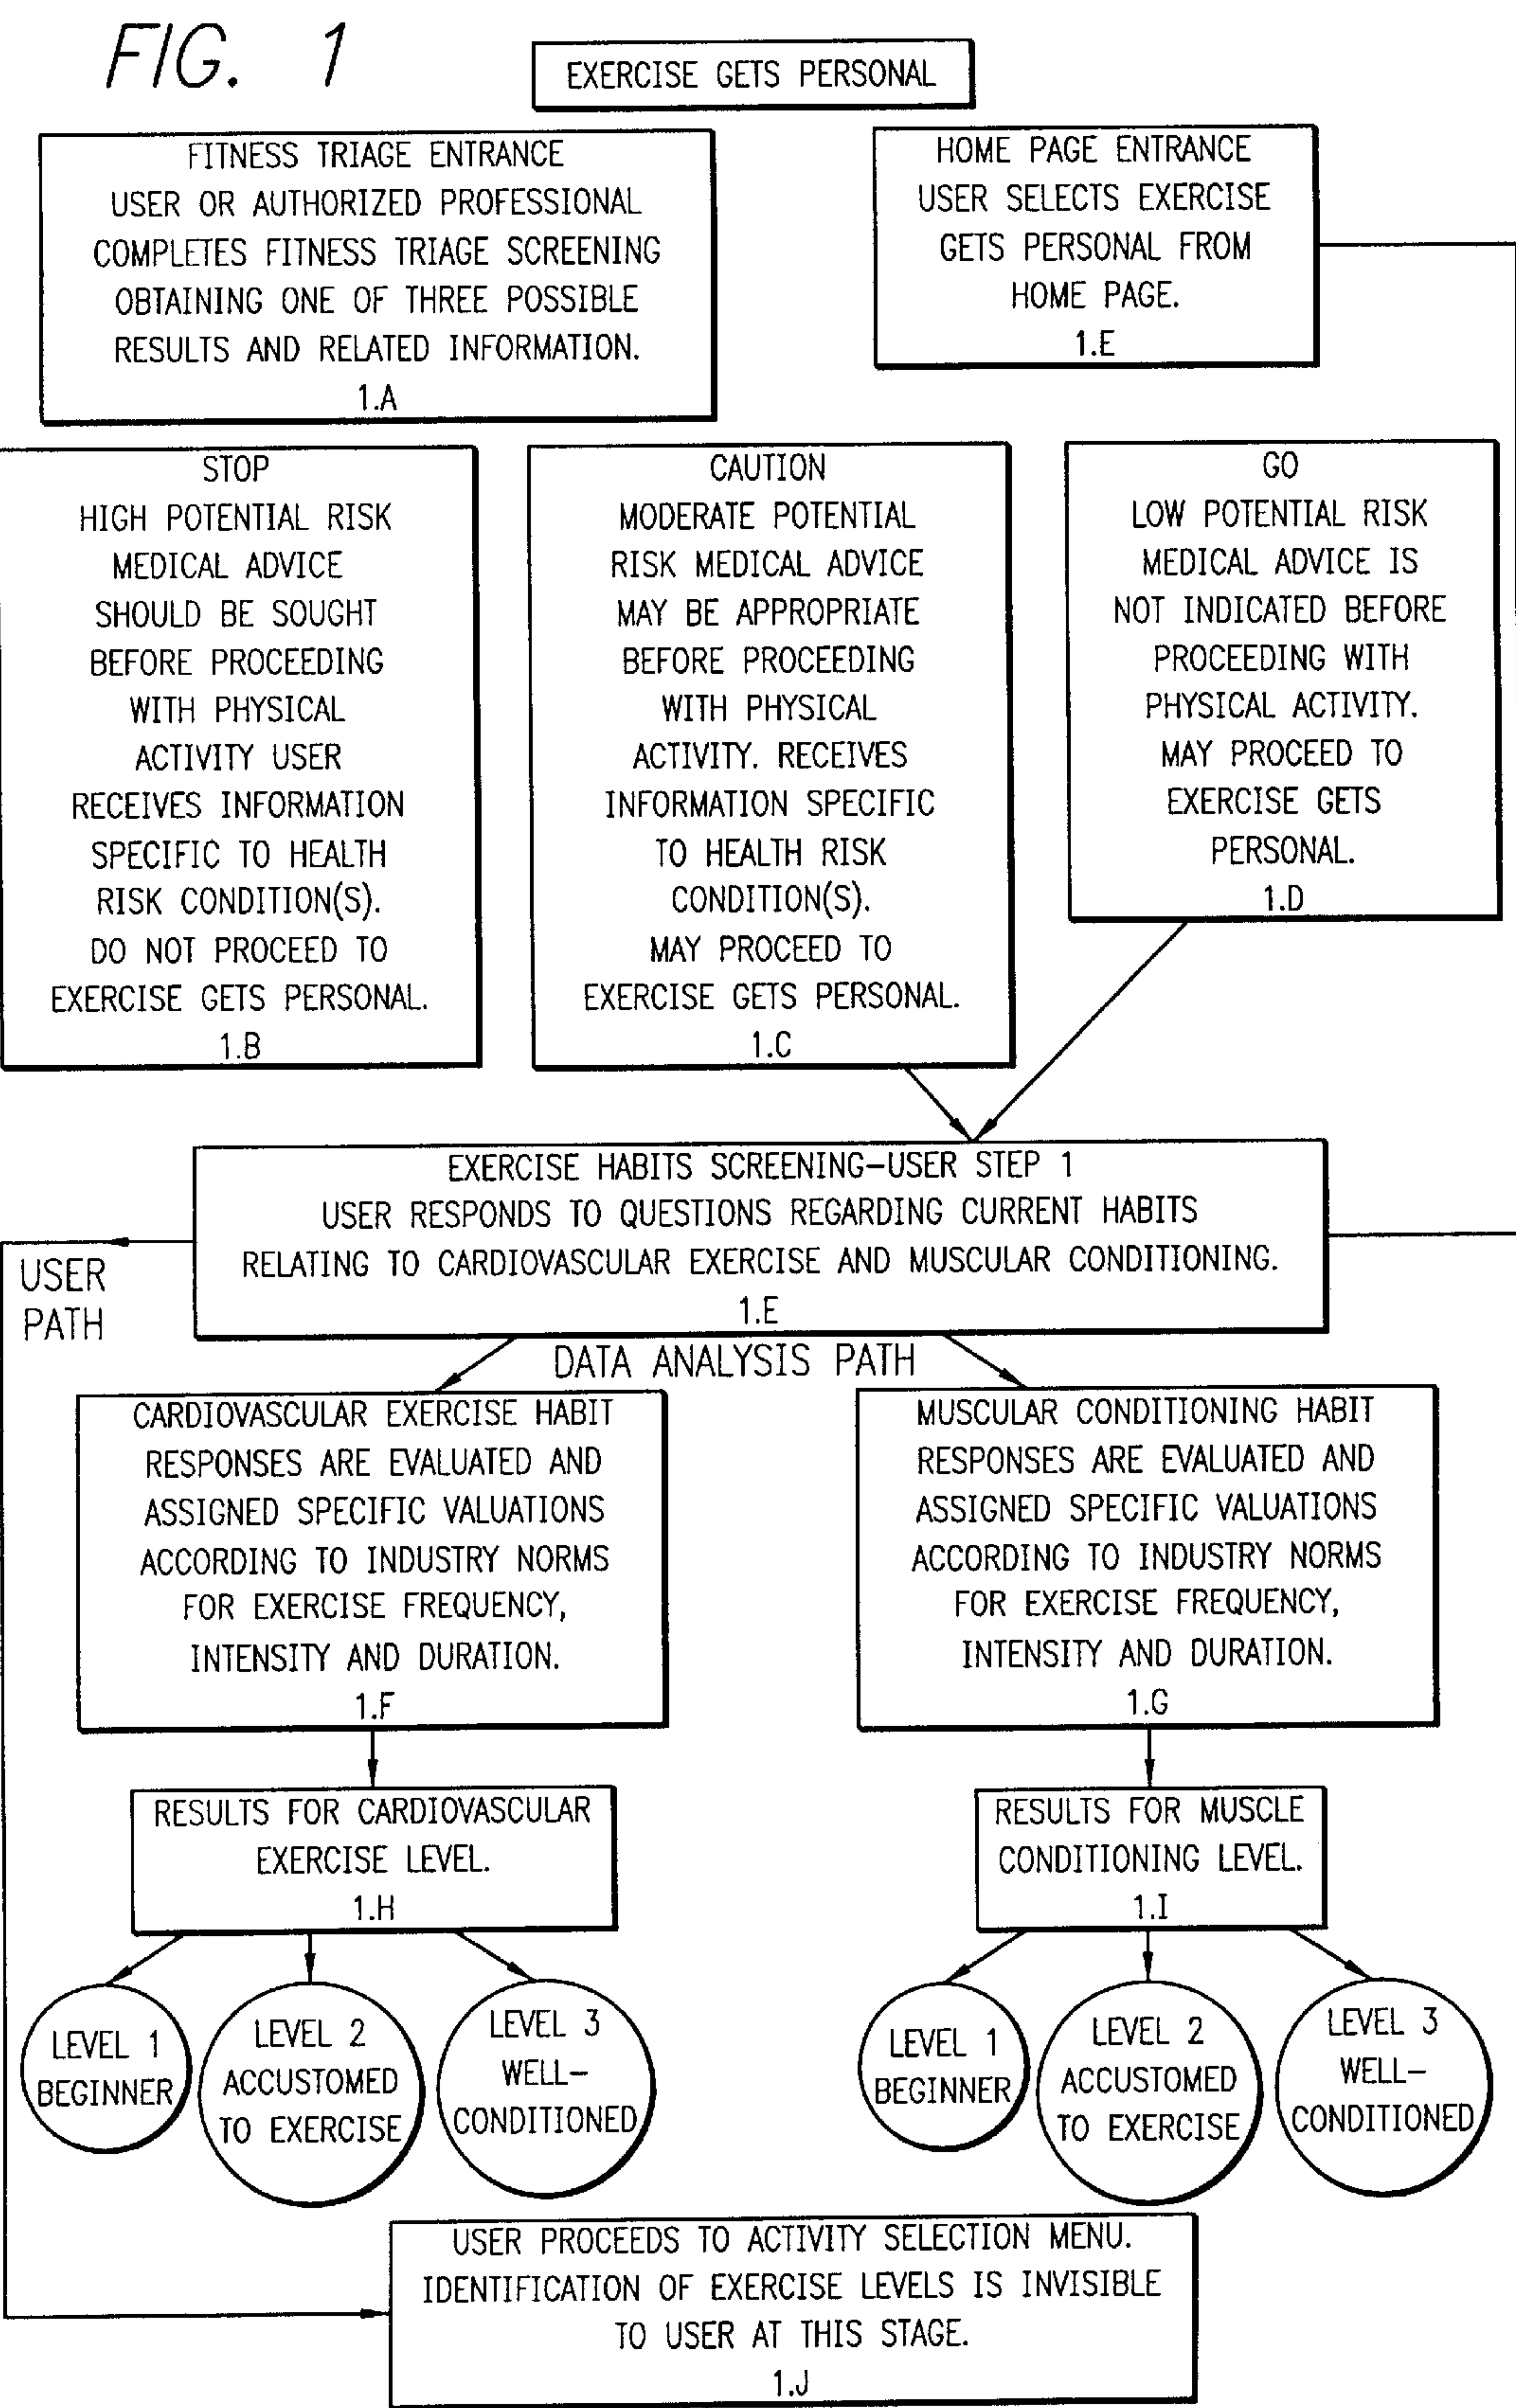 FIG. 1
EXERCISE GETS PERSONAL
FITNESS TRIAGE ENTRANCE
USER OR AUTHORIZED PROFESSIONAL
COMPLETES FITNESS TRIAGE SCREENING
OBTAINING ONE OF THREE POSSIBLE
RESULTS AND RELATED INFORMATION.
1.A
HOME PAGE ENTRANCE
USER SELECTS EXERCISE
GETS PERSONAL FROM
HOME PAGE.
1.E
STOP
HIGH POTENTIAL RISK
MEDICAL ADVICE
SHOULD BE SOUGHT
BEFORE PROCEEDING
WITH PHYSICAL
ACTIVITY USER
RECEIVES INFORMATION
SPECIFIC TO HEALTH
RISK CONDITION(S).
DO NOT PROCEED TO
EXERCISE GETS PERSONAL.
1.B
CAUTION
MODERATE POTENTIAL
RISK MEDICAL ADVICE
MAY BE APPROPRIATE
BEFORE PROCEEDING
WITH PHYSICAL
ACTIVITY. RECEIVES
INFORMATION SPECIFIC
TO HEALTH RISK
CONDITION(S).
MAY PROCEED TO
EXERCISE GETS PERSONAL.
1.C
GO
LOW POTENTIAL RISK
MEDICAL ADVICE IS
NOT INDICATED BEFORE
PROCEEDING WITH
PHYSICAL ACTIVITY.
MAY PROCEED TO
EXERCISE GETS
PERSONAL.
1.D
EXERCISE HABITS SCREENING-USER STEP 1
USER RESPONDS TO QUESTIONS REGARDING CURRENT HABITS
RELATING TO CARDIOVASCULAR EXERCISE AND MUSCULAR CONDITIONING.
1.E
USER
PATH
DATA ANALYSIS PATH
CARDIOVASCULAR EXERCISE HABIT
RESPONSES ARE EVALUATED AND
ASSIGNED SPECIFIC VALUATIONS
ACCORDING TO INDUSTRY NORMS
FOR EXERCISE FREQUENCY,
INTENSITY AND DURATION.
1.F
MUSCULAR CONDITIONING HABIT
RESPONSES ARE EVALUATED AND
ASSIGNED SPECIFIC VALUATIONS
ACCORDING TO INDUSTRY NORMS
FOR EXERCISE FREQUENCY,
INTENSITY AND DURATION.
1.G
RESULTS FOR CARDIOVASCULAR
EXERCISE LEVEL.
1.H
RESULTS FOR MUSCLE
CONDITIONING LEVEL.
1.I
LEVEL 1
BEGINNER
LEVEL 2
ACCUSTOMED
TO EXERCISE
LEVEL 3
WELL-
CONDITIONED
LEVEL 1
BEGINNER
LEVEL 2
ACCUSTOMED
TO EXERCISE
LEVEL 3
WELL-
CONDITIONED
USER PROCEEDS TO ACTIVITY SELECTION MENU.
IDENTIFICATION OF EXERCISE LEVELS IS INVISIBLE
TO USER AT THIS STAGE.
1.J